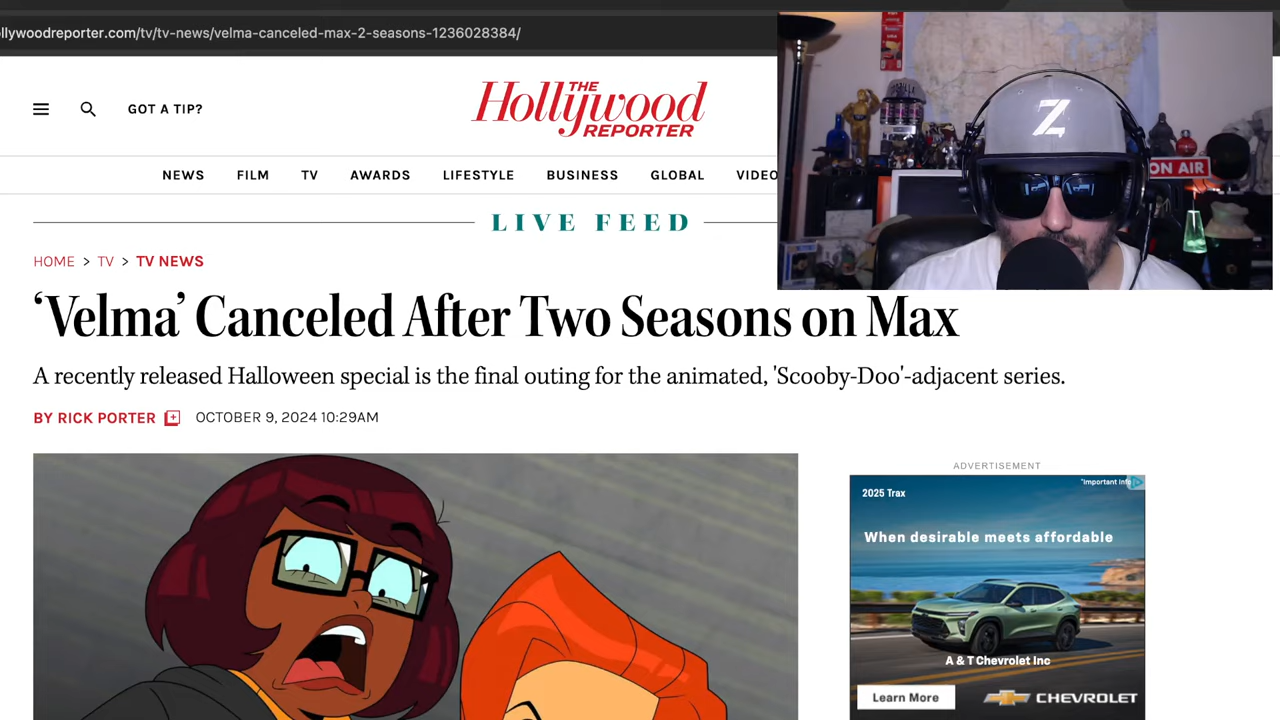 llywoodreporter.com/tv/tv-news/velma-canceled-max-2-seasons-1236028384/
GOT A TIP?
THE
Hollywood
REPORTER
NEWS FILM TV AWARDS LIFESTYLE BUSINESS GLOBAL VIDEO
Z
ON AIR
LIVE FEED
HOME > TV > TV NEWS
‘Velma’ Canceled After Two Seasons on Max
A recently released Halloween special is the final outing for the animated, 'Scooby-Doo'-adjacent series.
BY RICK PORTER OCTOBER 9, 2024 10:29AM
ADVERTISEMENT
*Important Info
2025 Trax
When desirable meets affordable
A & T Chevrolet Inc
Learn More
CHEVROLET